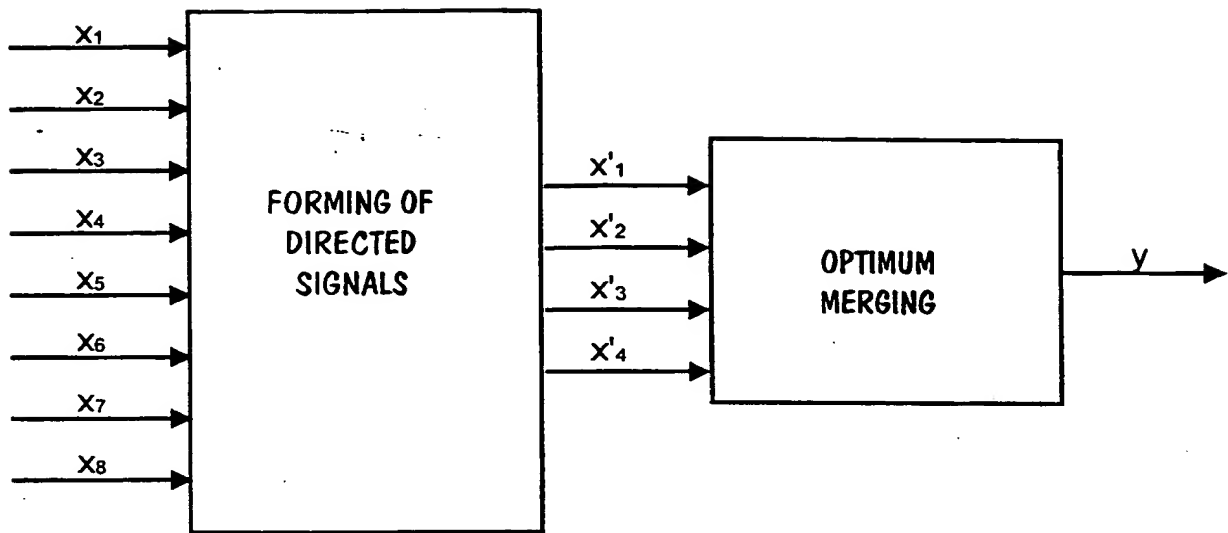 X1
X2
X3
X4
X5
X6
X7
X8
FORMING OF
DIRECTED
SIGNALS
X'1
X'2
X'3
X'4
OPTIMUM
MERGING
y